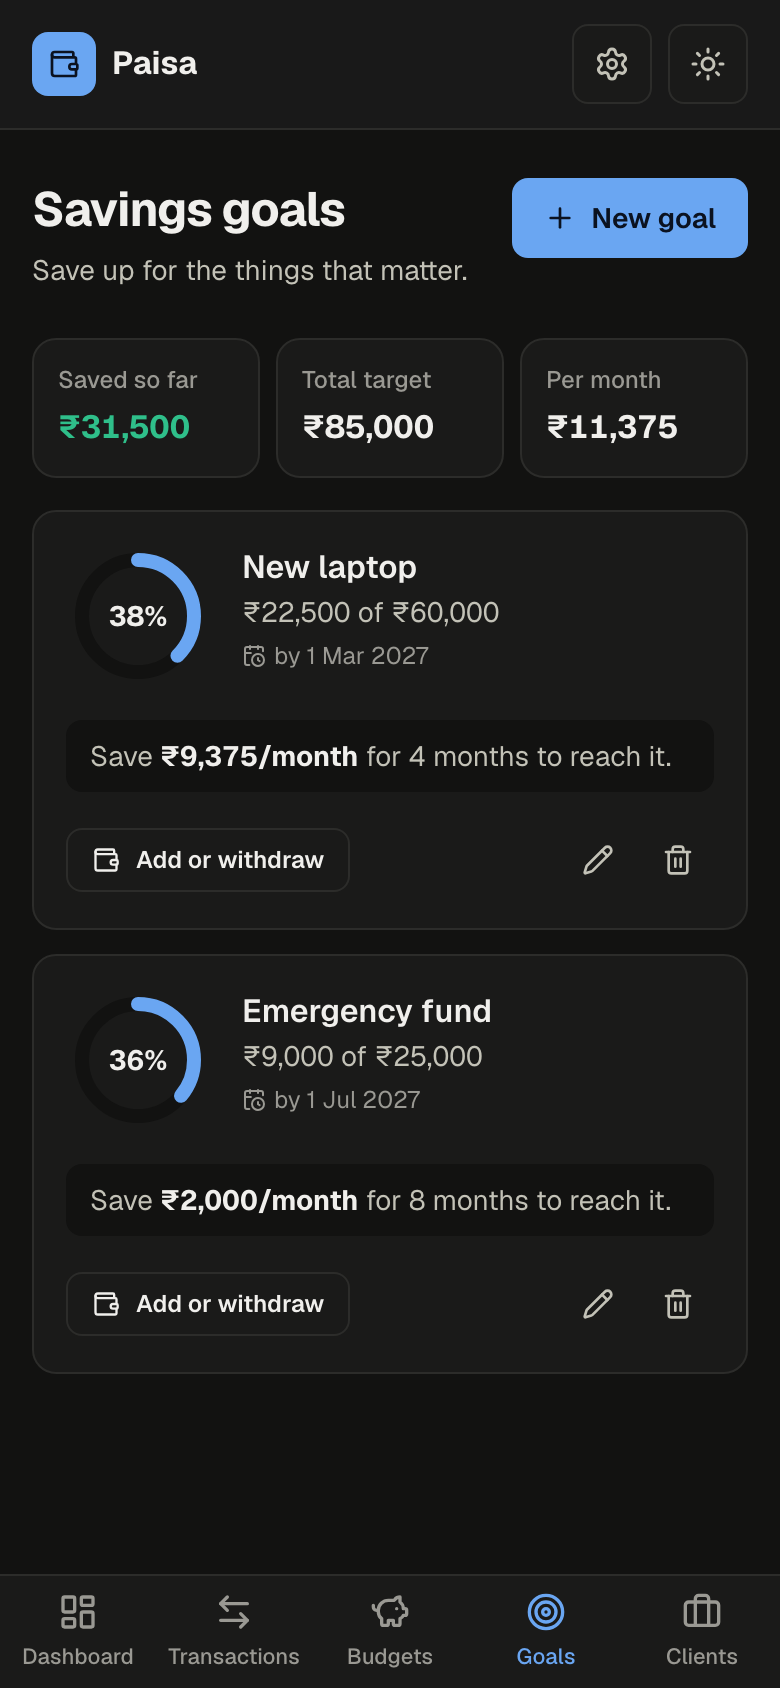 Paisa
Savings goals
New goal
Save up for the things that matter.
Saved so far
₹31,500
Total target
₹85,000
Per month
₹11,375
38%
New laptop
₹22,500 of ₹60,000
by 1 Mar 2027
Save ₹9,375/month for 4 months to reach it.
Add or withdraw
36%
Emergency fund
₹9,000 of ₹25,000
by 1 Jul 2027
Save ₹2,000/month for 8 months to reach it.
Add or withdraw
Dashboard
Transactions
Budgets
Goals
Clients